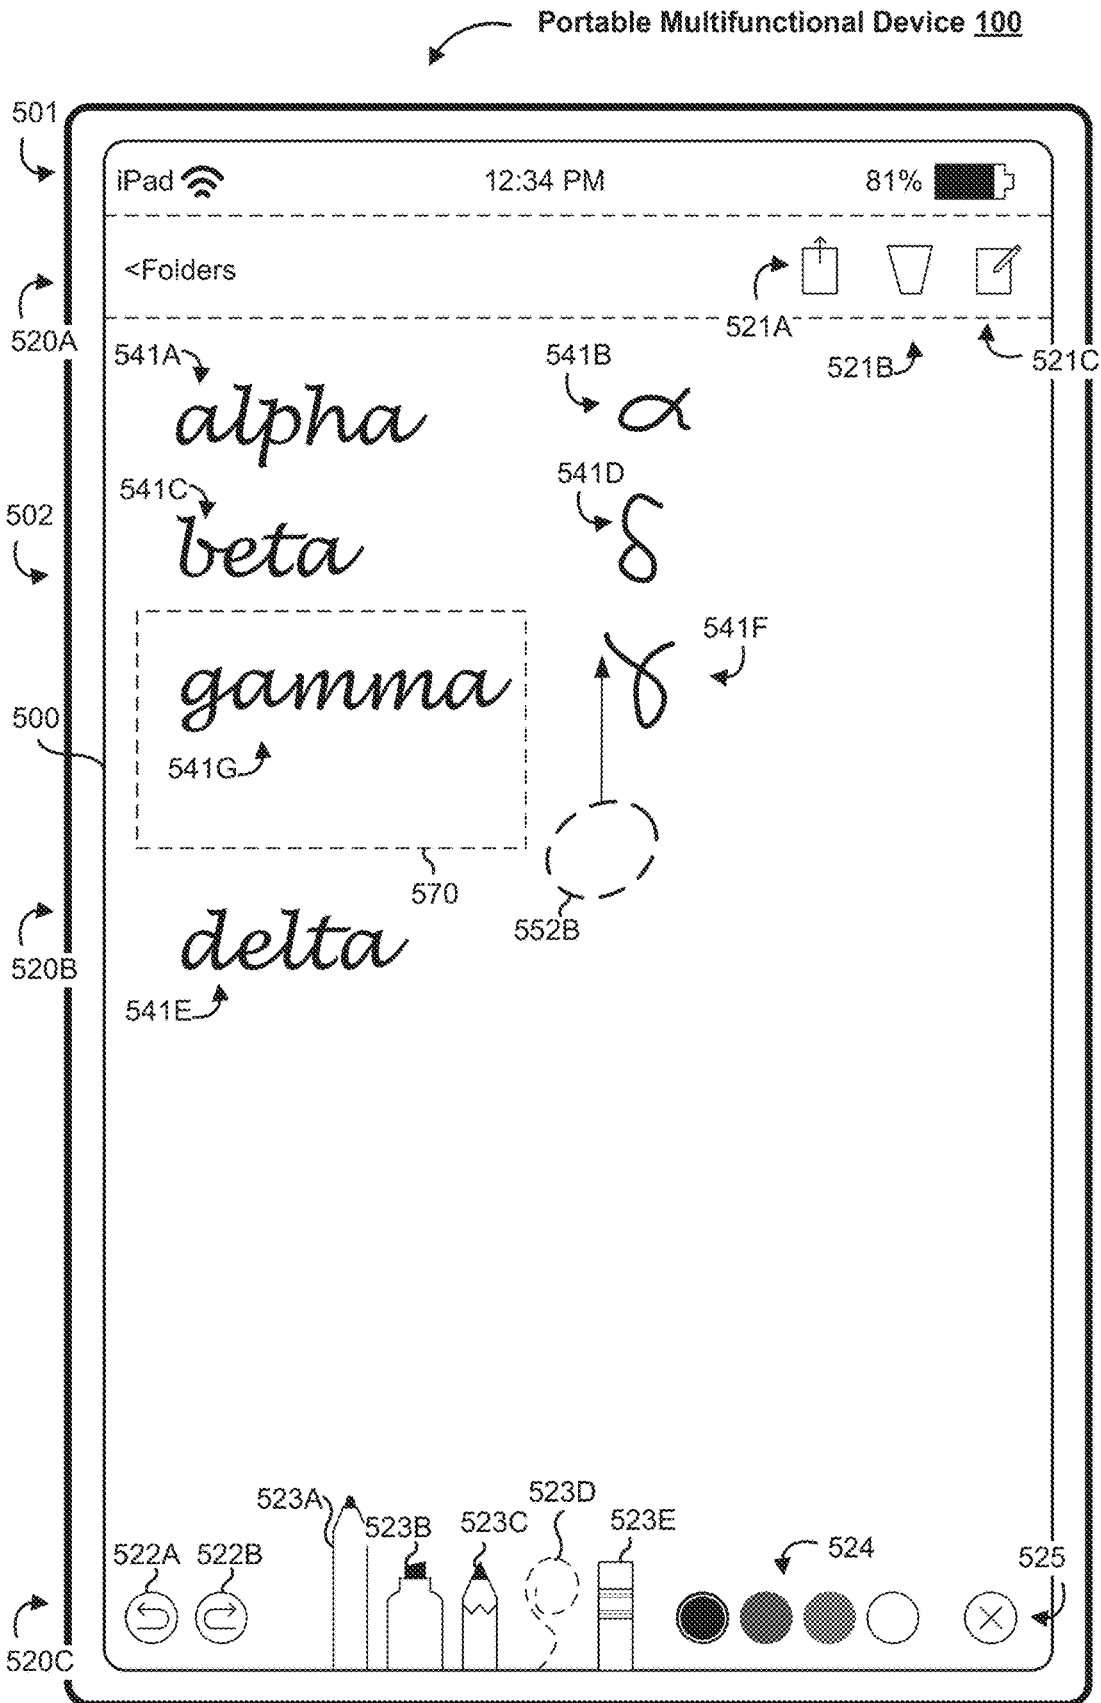 Portable Multifunctional Device 100
501
iPad 12:34 PM 81%
<Folders
520A 521A 521B 521C
541A 541B
alpha α
541C 541D
502
beta δ
541F
gamma γ
500
541G
570
552B
delta
520B
541E
523A 523B 523C 523D 523E
522A 522B 524 525
520C